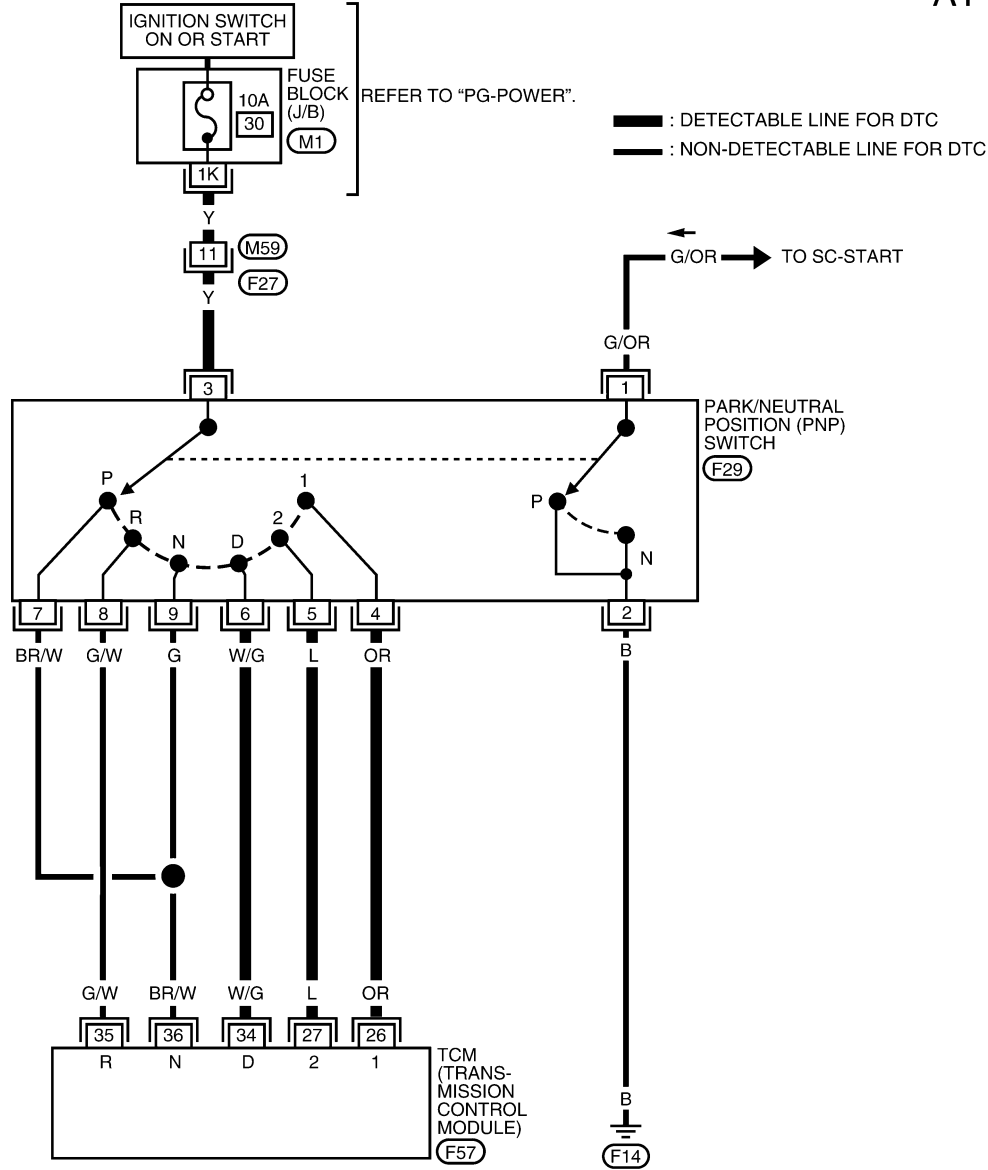 IGNITION SWITCH
ON OR START
FUSE
BLOCK
(J/B)
10A
30
M1
REFER TO “PG-POWER”.
: DETECTABLE LINE FOR DTC
: NON-DETECTABLE LINE FOR DTC
1K
Y
11
M59
F27
Y
G/OR
TO SC-START
G/OR
3
1
PARK/NEUTRAL
POSITION (PNP)
SWITCH
F29
P
R
N
D
2
1
P
N
7
8
9
6
5
4
2
BR/W
G/W
G
W/G
L
OR
B
G/W
BR/W
W/G
L
OR
35
36
34
27
26
R
N
D
2
1
TCM
(TRANS-
MISSION
CONTROL
MODULE)
F57
B
F14